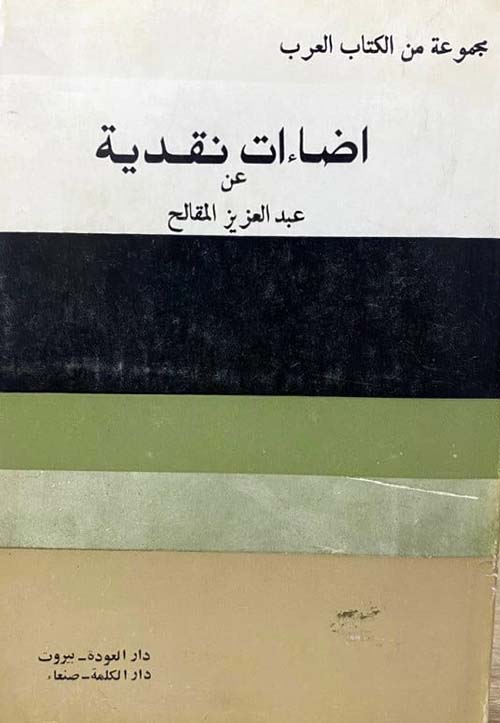 مجموعة من الكتاب العرب
اضاءات نقدية
عن
عبد العزيز المقالح
دار العودة - بيروت
دار الكلمة - صنعاء